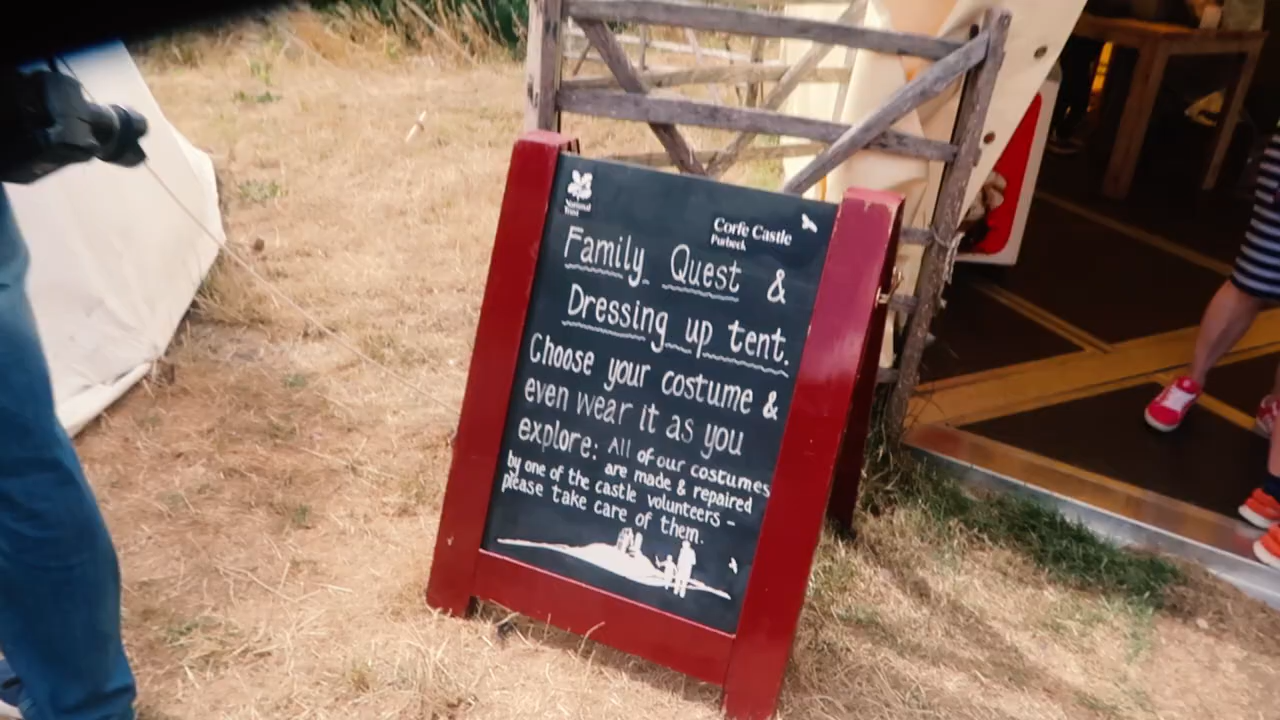 National
Trust
Corfe Castle
Purbeck
Family Quest &
Dressing up tent.
Choose your costume &
even wear it as you
explore: All of our costumes
are made & repaired
by one of the castle volunteers -
please take care of them.